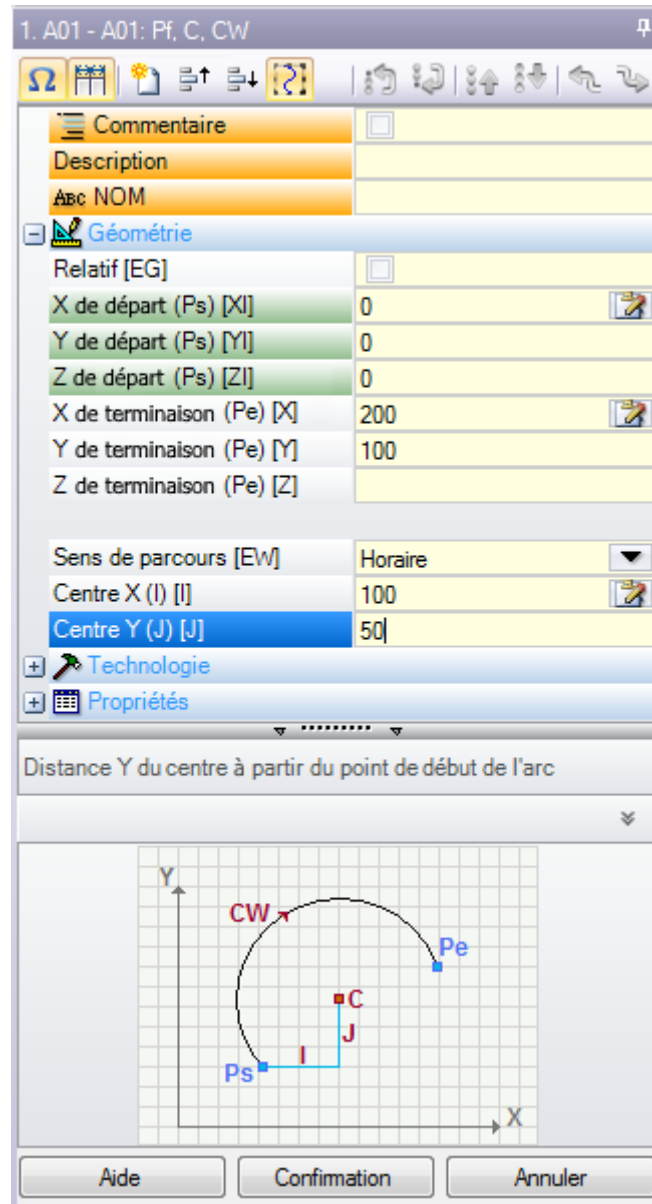 1. A01 - A01: Pf, C, CW
Commentaire
Description
ABC NOM
Géométrie
Relatif [EG]
X de départ (Ps) [XI] 0
Y de départ (Ps) [YI] 0
Z de départ (Ps) [ZI] 0
X de terminaison (Pe) [X] 200
Y de terminaison (Pe) [Y] 100
Z de terminaison (Pe) [Z]
Sens de parcours [EW] Horaire
Centre X (I) [I] 100
Centre Y (J) [J] 50
Technologie
Propriétés
Distance Y du centre à partir du point de début de l'arc
Y
CW
Pe
C
J
I
Ps
X
Aide Confirmation Annuler